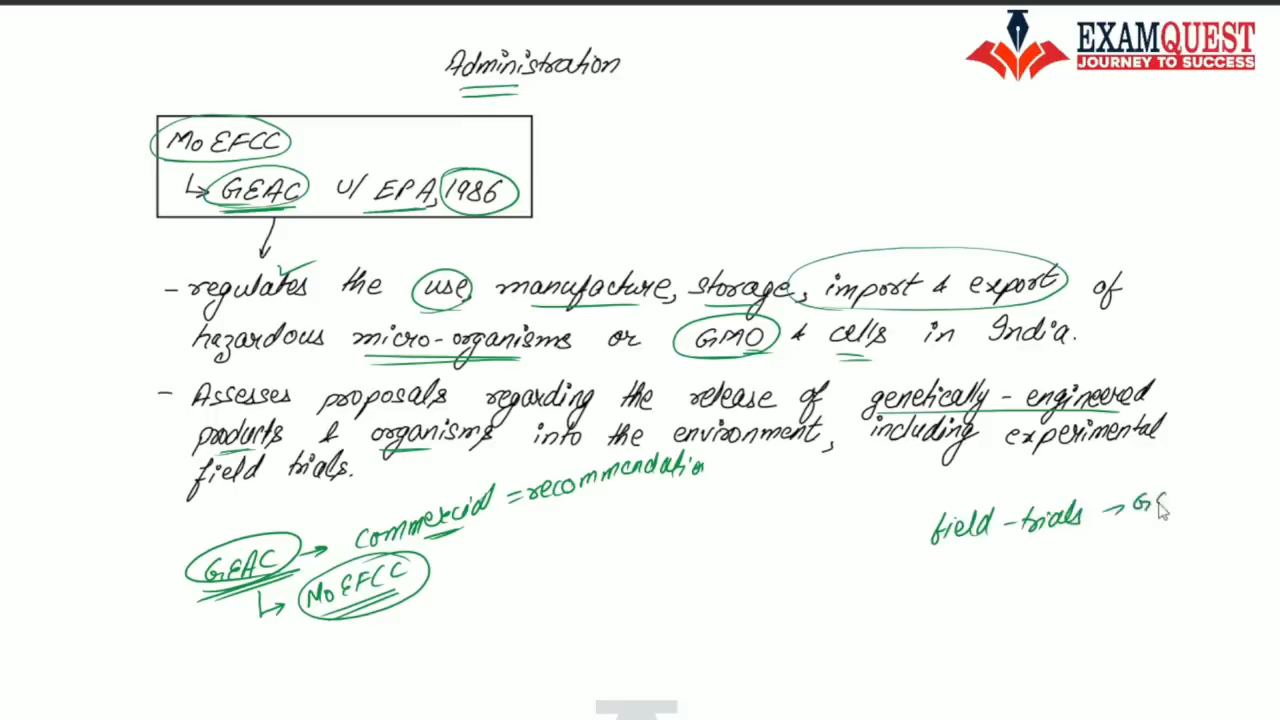 EXAMQUEST
JOURNEY TO SUCCESS
Administration
MoEFCC
↳ GEAC u/ EPA, 1986
- regulates the use, manufacture, storage, import & export of
hazardous micro-organisms or GMO & cells in India.
- Assesses proposals regarding the release of genetically-engineered
products & organisms into the environment, including experimental
field trials.
GEAC → commercial = recommendation
↳ MoEFCC
field-trials →